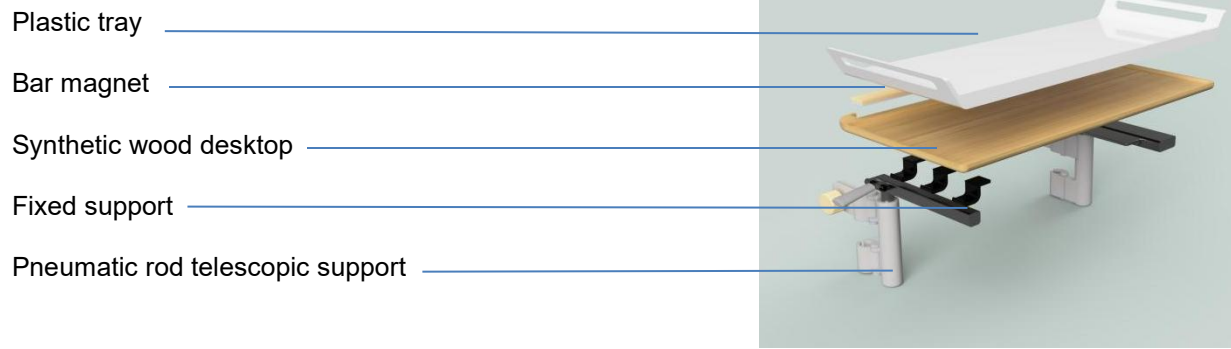 Plastic tray
Bar magnet
Synthetic wood desktop
Fixed support
Pneumatic rod telescopic support